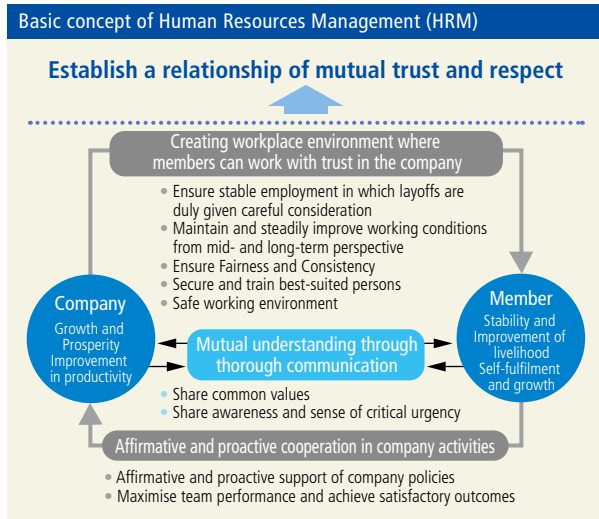 Basic concept of Human Resources Management (HRM)
Establish a relationship of mutual trust and respect
Creating workplace environment where
members can work with trust in the company
• Ensure stable employment in which layoffs are
duly given careful consideration
• Maintain and steadily improve working conditions
from mid- and long-term perspective
• Ensure Fairness and Consistency
• Secure and train best-suited persons
• Safe working environment
Company
Growth and
Prosperity
Improvement
in productivity
Mutual understanding through
thorough communication
Member
Stability and
Improvement of
livelihood
Self-fulfilment
and growth
• Share common values
• Share awareness and sense of critical urgency
Affirmative and proactive cooperation in company activities
• Affirmative and proactive support of company policies
• Maximise team performance and achieve satisfactory outcomes